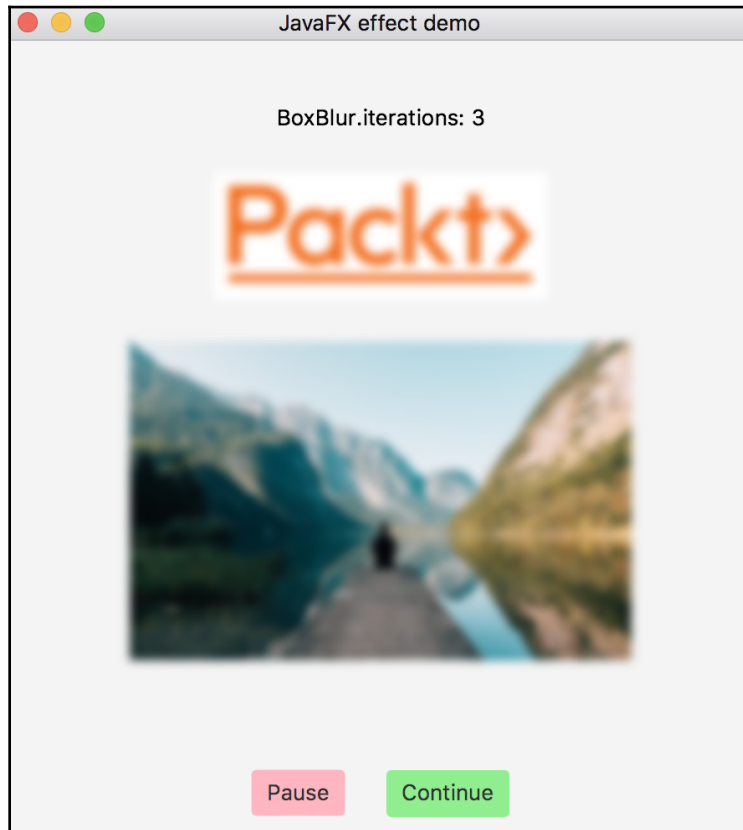 JavaFX effect demo
BoxBlur.iterations: 3
Packt>
Pause Continue